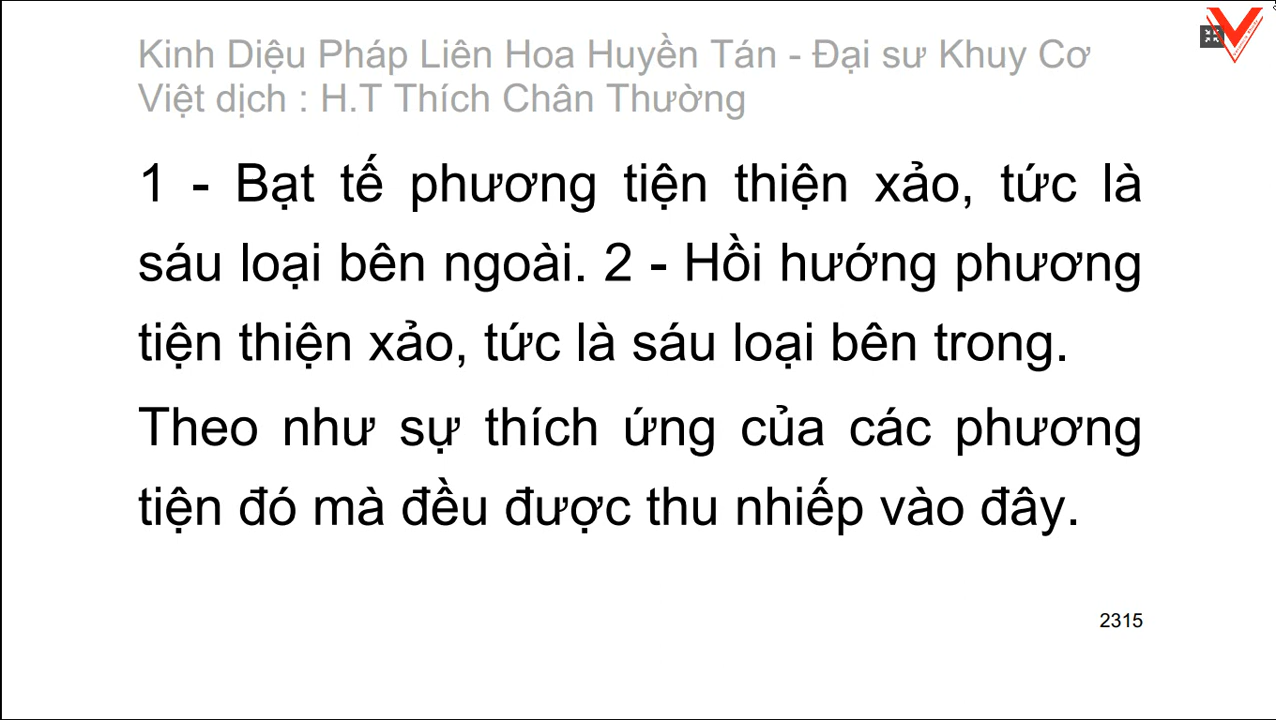 Kinh Diệu Pháp Liên Hoa Huyền Tán - Đại sư Khuy Cơ
Việt dịch : H.T Thích Chân Thường
1 - Bạt tế phương tiện thiện xảo, tức là
sáu loại bên ngoài. 2 - Hồi hướng phương
tiện thiện xảo, tức là sáu loại bên trong.
Theo như sự thích ứng của các phương
tiện đó mà đều được thu nhiếp vào đây.
2315